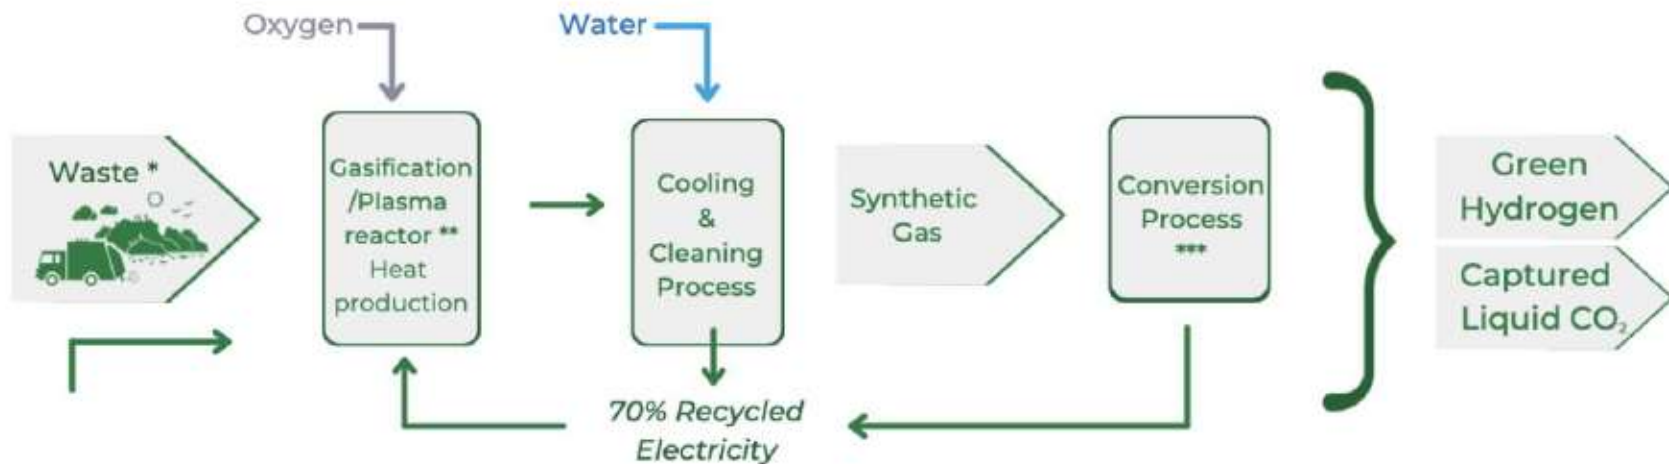 Oxygen
Water
Waste *
Gasification
/Plasma
reactor **
Heat
production
Cooling
&
Cleaning
Process
Synthetic
Gas
Conversion
Process
***
Green
Hydrogen
Captured
Liquid CO₂
70% Recycled
Electricity